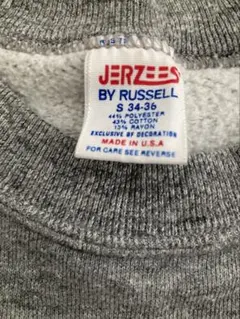 JERZEES
BY RUSSELL
S 34-36
44% POLYESTER
43% COTTON
13% RAYON
EXCLUSIVE OF DECORATION
MADE IN U.S.A
FOR CARE SEE REVERSE